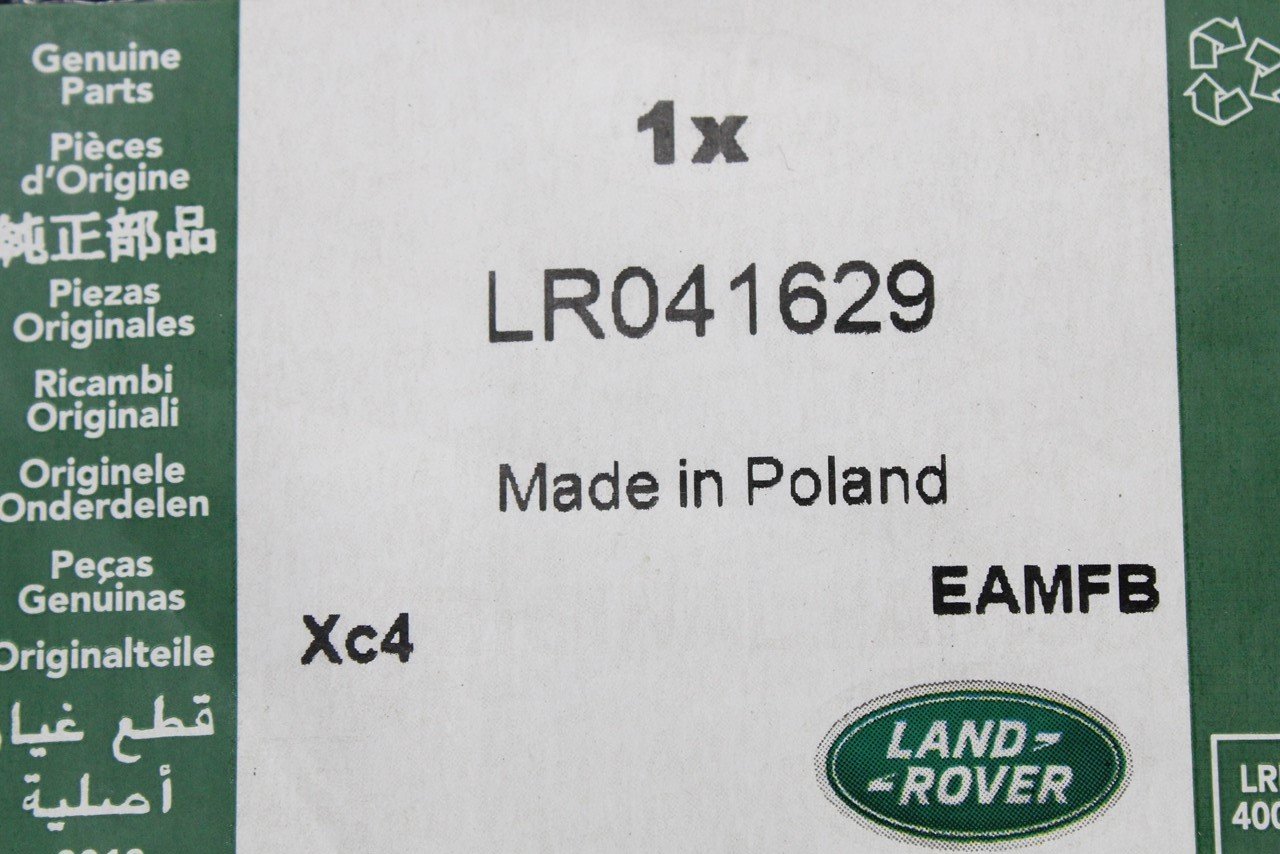 Genuine
Parts
Pièces
d'Origine
純正部品
Piezas
Originales
Ricambi
Originali
Originele
Onderdelen
Peças
Genuinas
Originalteile
قطع غيار
أصلية
1x
LR041629
Made in Poland
EAMFB
Xc4
LAND-
-ROVER